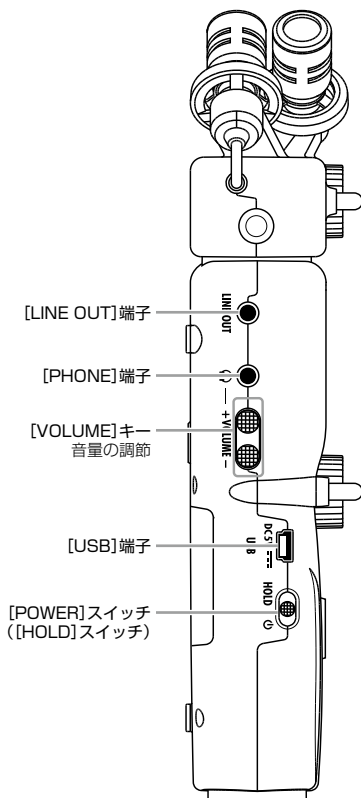 [LINE OUT]端子
LINE OUT
[PHONE]端子
[VOLUME]キー
音量の調節
+ VOLUME −
[USB]端子
DC5V
USB
[POWER]スイッチ
([HOLD]スイッチ)
HOLD